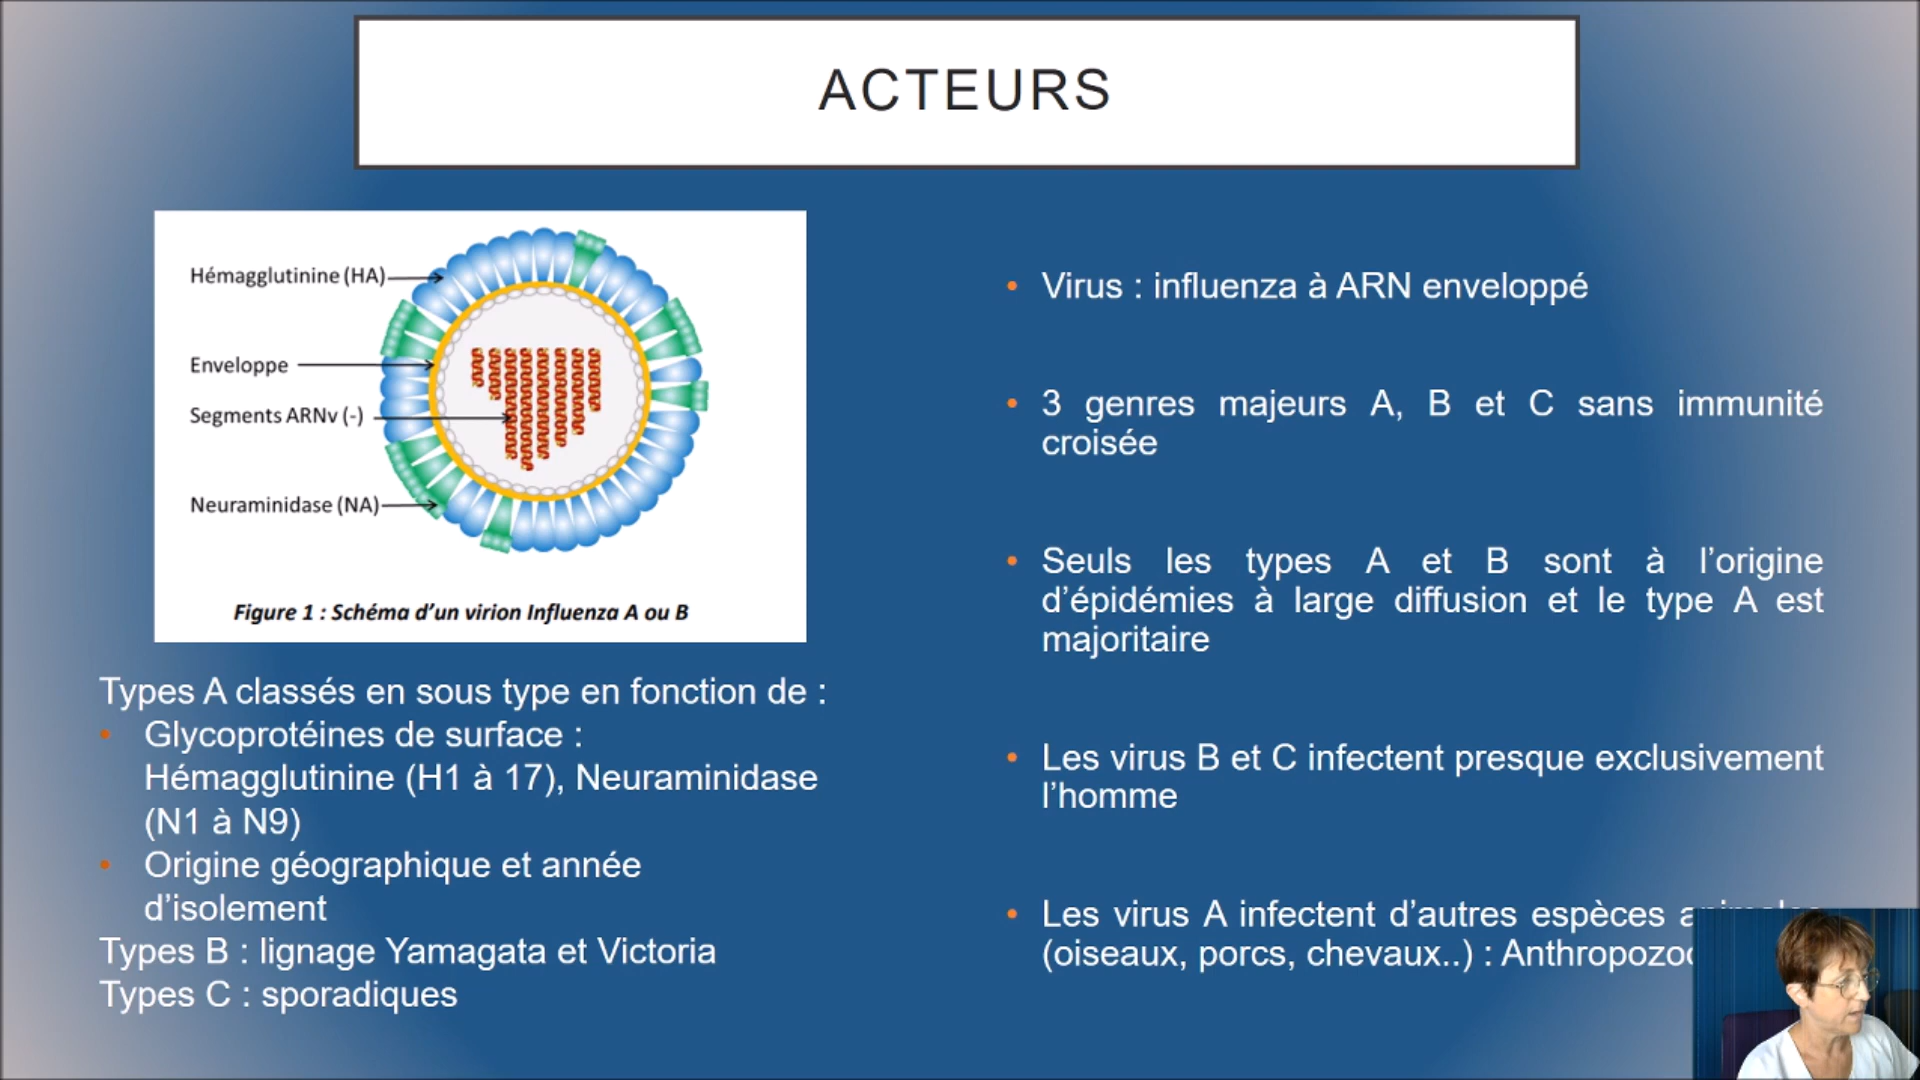 ACTEURS
Hémagglutinine (HA)
Enveloppe
Segments ARNv (-)
Neuraminidase (NA)
Figure 1 : Schéma d’un virion Influenza A ou B
Types A classés en sous type en fonction de :
• Glycoprotéines de surface :
Hémagglutinine (H1 à 17), Neuraminidase
(N1 à N9)
• Origine géographique et année
d’isolement
Types B : lignage Yamagata et Victoria
Types C : sporadiques
• Virus : influenza à ARN enveloppé
• 3 genres majeurs A, B et C sans immunité
croisée
• Seuls les types A et B sont à l’origine
d’épidémies à large diffusion et le type A est
majoritaire
• Les virus B et C infectent presque exclusivement
l’homme
• Les virus A infectent d’autres espèces
(oiseaux, porcs, chevaux..) :